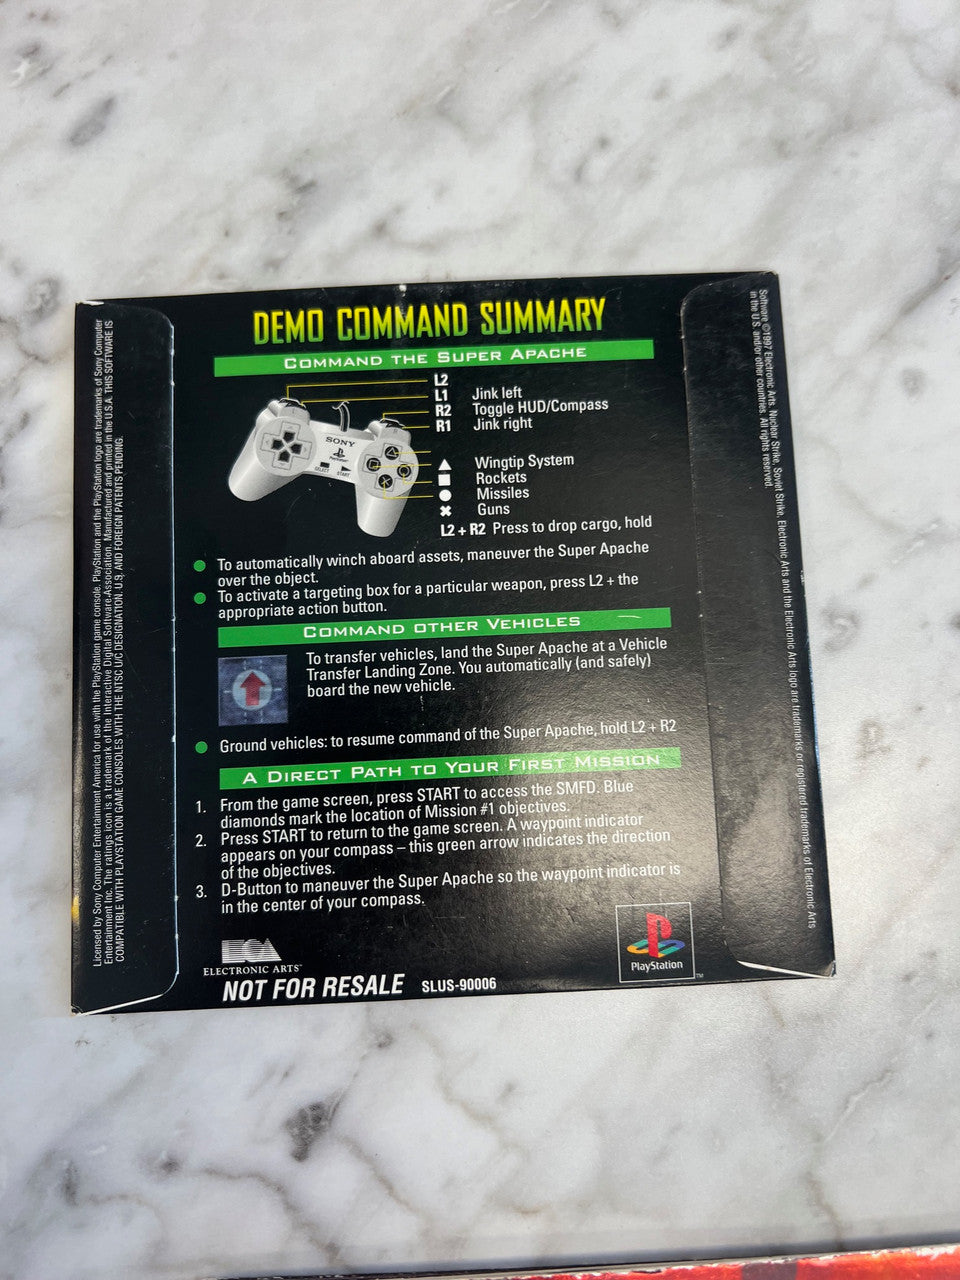 DEMO COMMAND SUMMARY
COMMAND THE SUPER APACHE
L2
L1 Jink left
R2 Toggle HUD/Compass
R1 Jink right
SONY
PlayStation
SELECT START
▲ Wingtip System
■ Rockets
● Missiles
✖ Guns
L2 + R2 Press to drop cargo, hold
● To automatically winch aboard assets, maneuver the Super Apache
over the object.
● To activate a targeting box for a particular weapon, press L2 + the
appropriate action button.
COMMAND OTHER VEHICLES
To transfer vehicles, land the Super Apache at a Vehicle
Transfer Landing Zone. You automatically (and safely)
board the new vehicle.
● Ground vehicles: to resume command of the Super Apache, hold L2 + R2
A DIRECT PATH TO YOUR FIRST MISSION
1. From the game screen, press START to access the SMFD. Blue
diamonds mark the location of Mission #1 objectives.
2. Press START to return to the game screen. A waypoint indicator
appears on your compass – this green arrow indicates the direction
of the objectives.
3. D-Button to maneuver the Super Apache so the waypoint indicator is
in the center of your compass.
ELECTRONIC ARTS™
NOT FOR RESALE SLUS-90006
PlayStation
TM
Licensed by Sony Computer Entertainment America for use with the PlayStation game console. PlayStation and the PlayStation logo are trademarks of Sony Computer
Entertainment Inc. The ratings icon is a trademark of the Interactive Digital Software Association. Manufactured and printed in the U.S.A. THIS SOFTWARE IS
COMPATIBLE WITH PLAYSTATION GAME CONSOLES WITH THE NTSC U/C DESIGNATION. U.S. AND FOREIGN PATENTS PENDING.
Software ©1997 Electronic Arts. Nuclear Strike, Soviet Strike, Electronic Arts and the Electronic Arts logo are trademarks or registered trademarks of Electronic Arts
in the U.S. and/or other countries. All rights reserved.